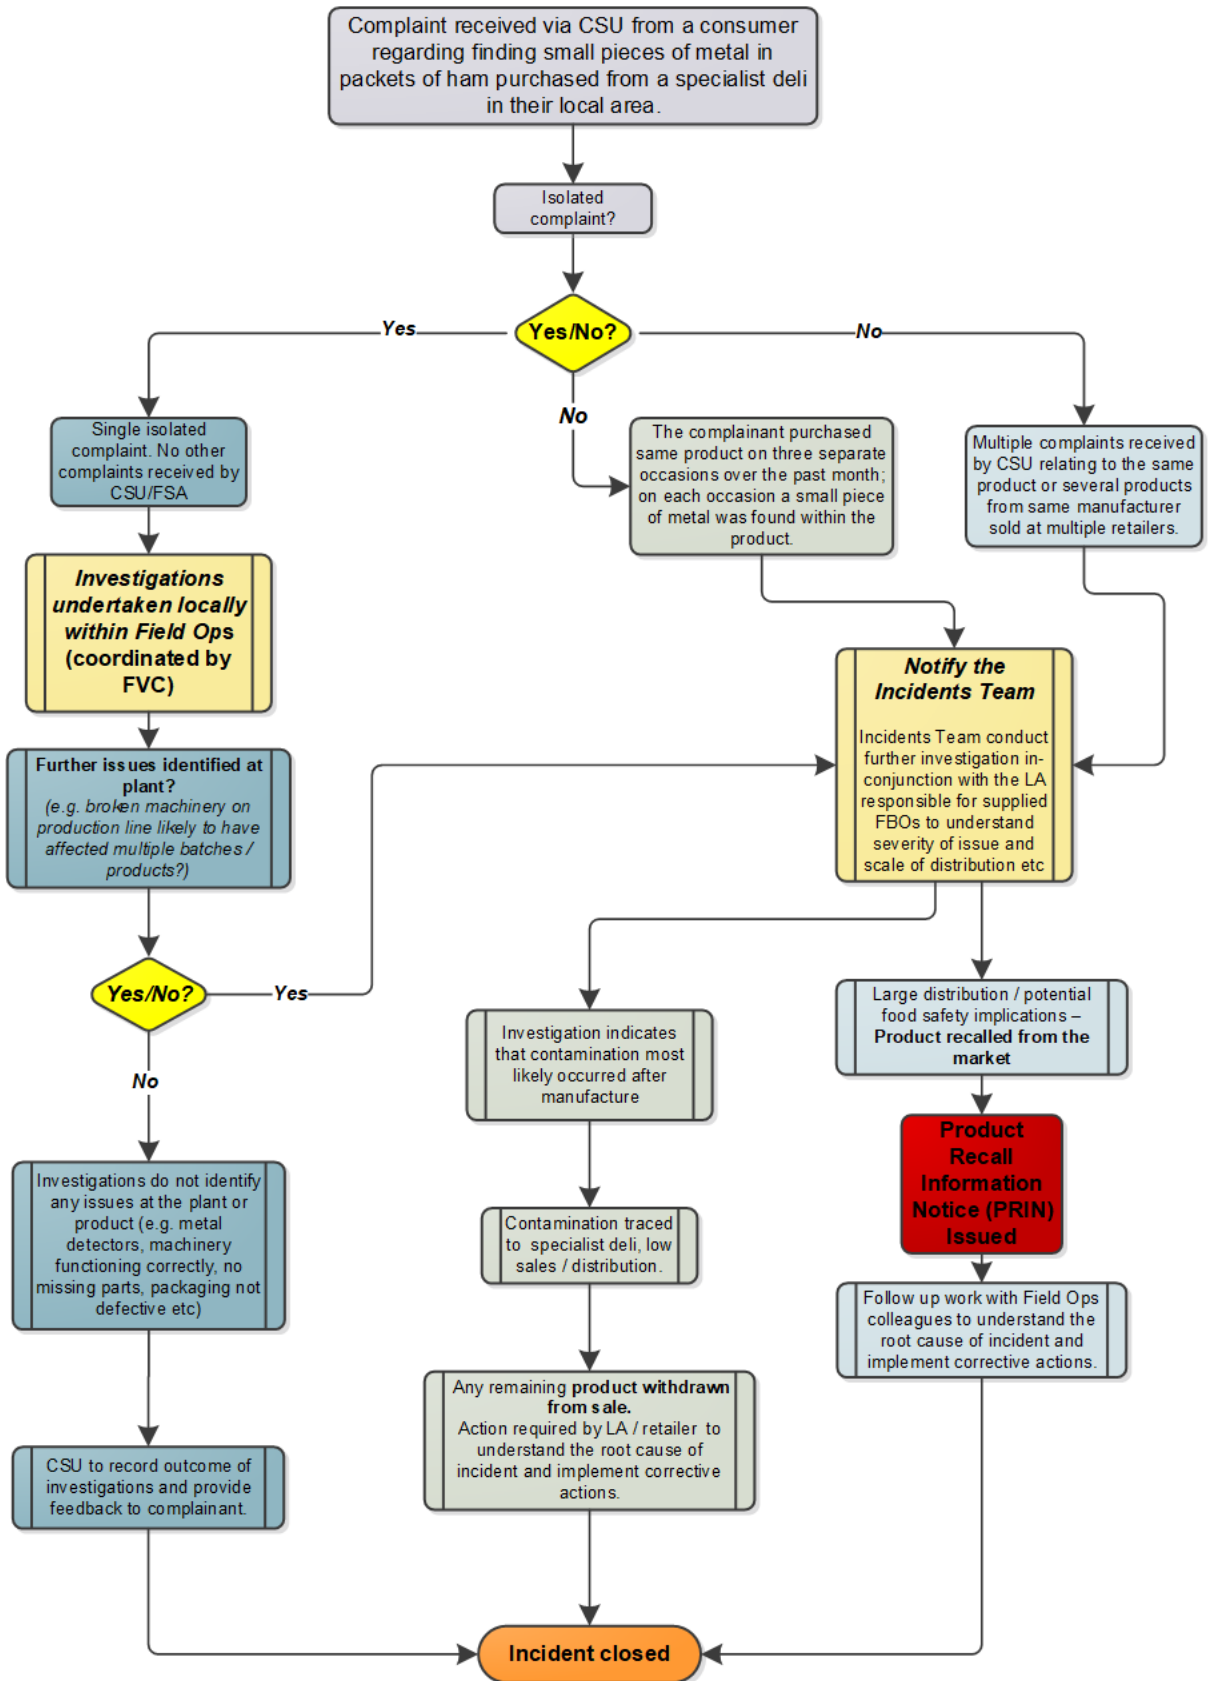 Complaint received via CSU from a consumer
regarding finding small pieces of metal in
packets of ham purchased from a specialist deli
in their local area.
Isolated
complaint?
Yes/No?
Yes
No
No
Single isolated
complaint. No other
complaints received by
CSU/FSA
The complainant purchased
same product on three separate
occasions over the past month;
on each occasion a small piece
of metal was found within the
product.
Multiple complaints received
by CSU relating to the same
product or several products
from same manufacturer
sold at multiple retailers.
Investigations
undertaken locally
within Field Ops
(coordinated by
FVC)
Notify the
Incidents Team
Incidents Team conduct
further investigation in-
conjunction with the LA
responsible for supplied
FBOs to understand
severity of issue and
scale of distribution etc
Further issues identified at
plant?
(e.g. broken machinery on
production line likely to have
affected multiple batches /
products?)
Yes/No?
Yes
No
Investigation indicates
that contamination most
likely occurred after
manufacture
Large distribution / potential
food safety implications –
Product recalled from the
market
Product
Recall
Information
Notice (PRIN)
Issued
Investigations do not identify
any issues at the plant or
product (e.g. metal
detectors, machinery
functioning correctly, no
missing parts, packaging not
defective etc)
Contamination traced
to specialist deli, low
sales / distribution.
Follow up work with Field Ops
colleagues to understand the
root cause of incident and
implement corrective actions.
Any remaining product withdrawn
from sale.
Action required by LA / retailer to
understand the root cause of
incident and implement corrective
actions.
CSU to record outcome of
investigations and provide
feedback to complainant.
Incident closed